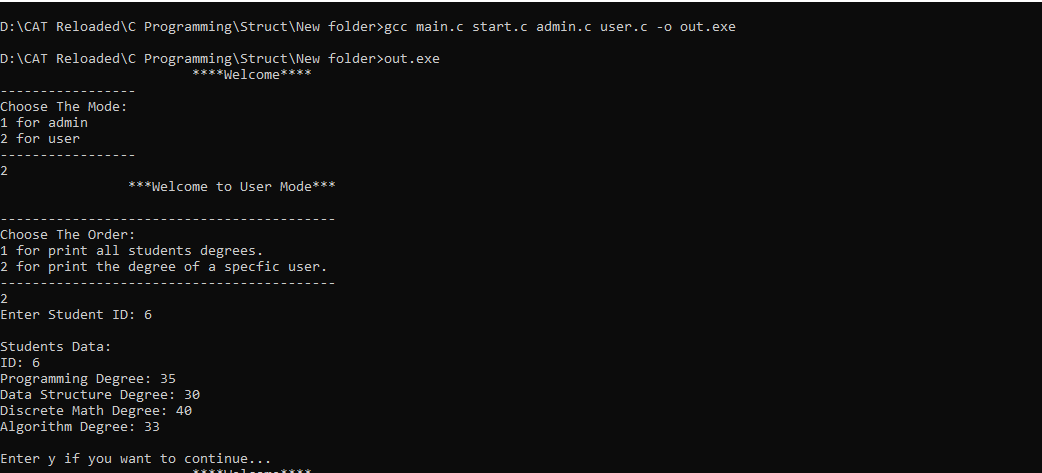 D:\CAT Reloaded\C Programming\Struct\New folder>gcc main.c start.c admin.c user.c -o out.exe
D:\CAT Reloaded\C Programming\Struct\New folder>out.exe
****Welcome****
-----------------
Choose The Mode:
1 for admin
2 for user
-----------------
2
***Welcome to User Mode***
------------------------------------------
Choose The Order:
1 for print all students degrees.
2 for print the degree of a specfic user.
------------------------------------------
2
Enter Student ID: 6
Students Data:
ID: 6
Programming Degree: 35
Data Structure Degree: 30
Discrete Math Degree: 40
Algorithm Degree: 33
Enter y if you want to continue...
****Welcome****